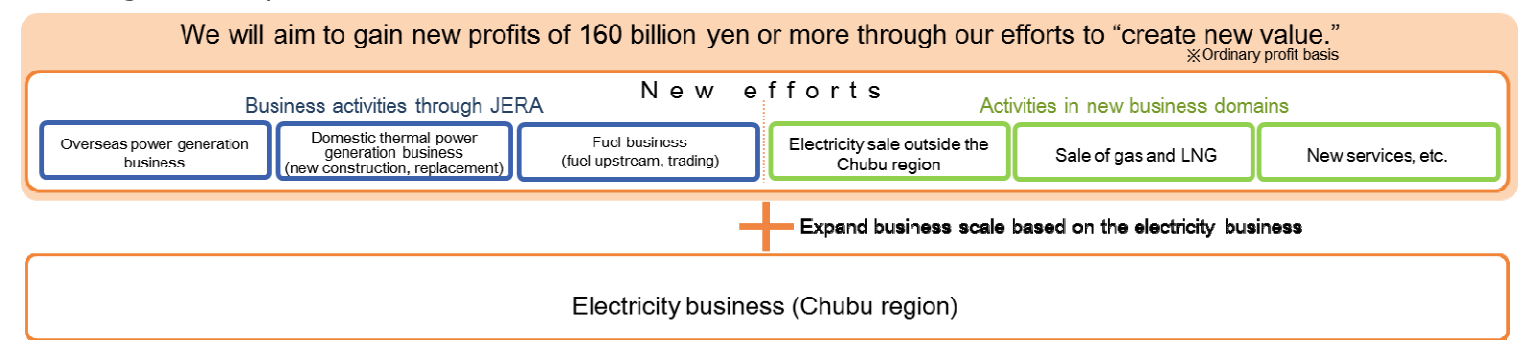 We will aim to gain new profits of 160 billion yen or more through our efforts to “create new value.”
※Ordinary profit basis
New efforts
Business activities through JERA
Activities in new business domains
Overseas power generation
business
Domestic thermal power
generation business
(new construction, replacement)
Fuel business
(fuel upstream, trading)
Electricity sale outside the
Chubu region
Sale of gas and LNG
New services, etc.
Expand business scale based on the electricity business
Electricity business (Chubu region)